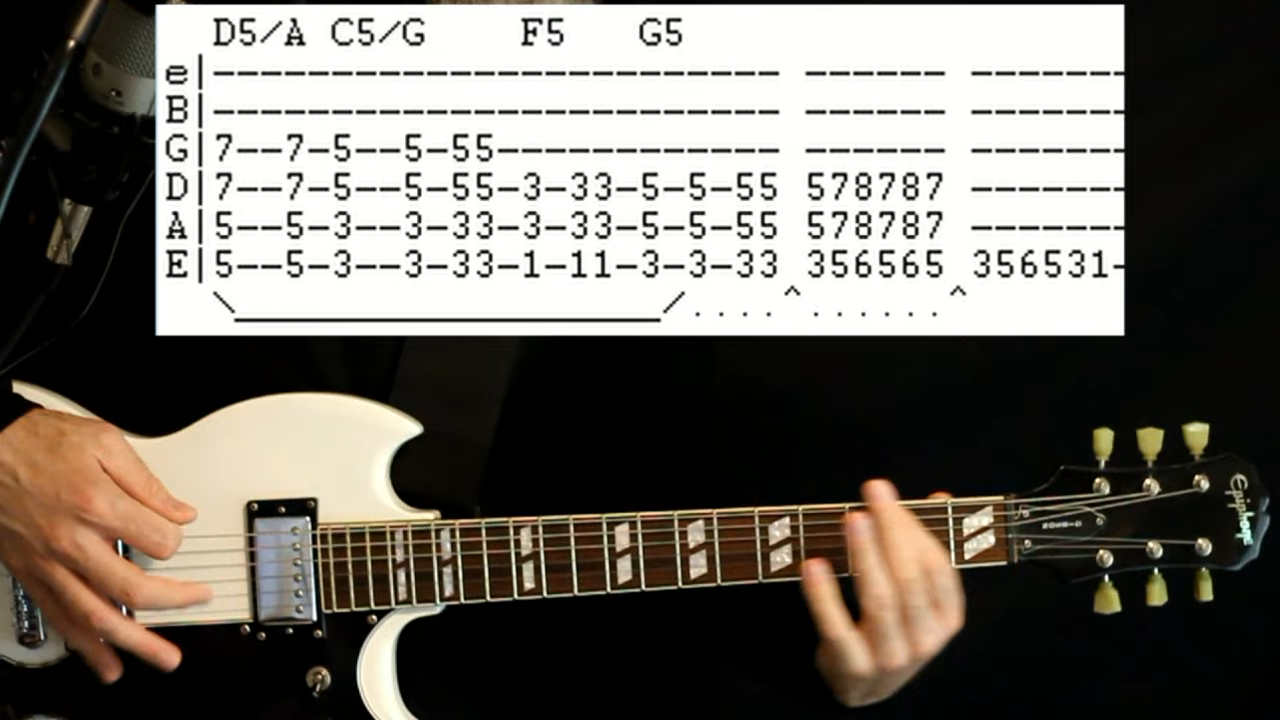 D5/A C5/G    F5   G5
e|------------------------ ------ -------
B|------------------------ ------ -------
G|7--7-5--5-55------------ ------ -------
D|7--7-5--5-55-3-33-5-5-55 578787 -------
A|5--5-3--3-33-3-33-5-5-55 578787 -------
E|5--5-3--3-33-1-11-3-3-33 356565 356531-
\__________________/....^......^
Epiphone